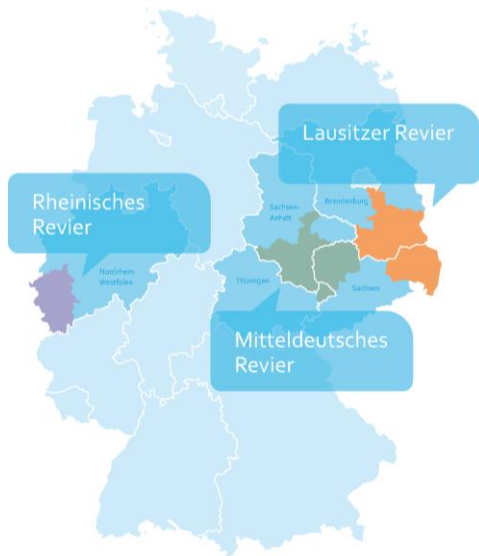 Lausitzer Revier
Rheinisches
Revier
Sachsen-
Anhalt
Brandenburg
Nordrhein-
Westfalen
Thüringen
Sachsen
Mitteldeutsches
Revier